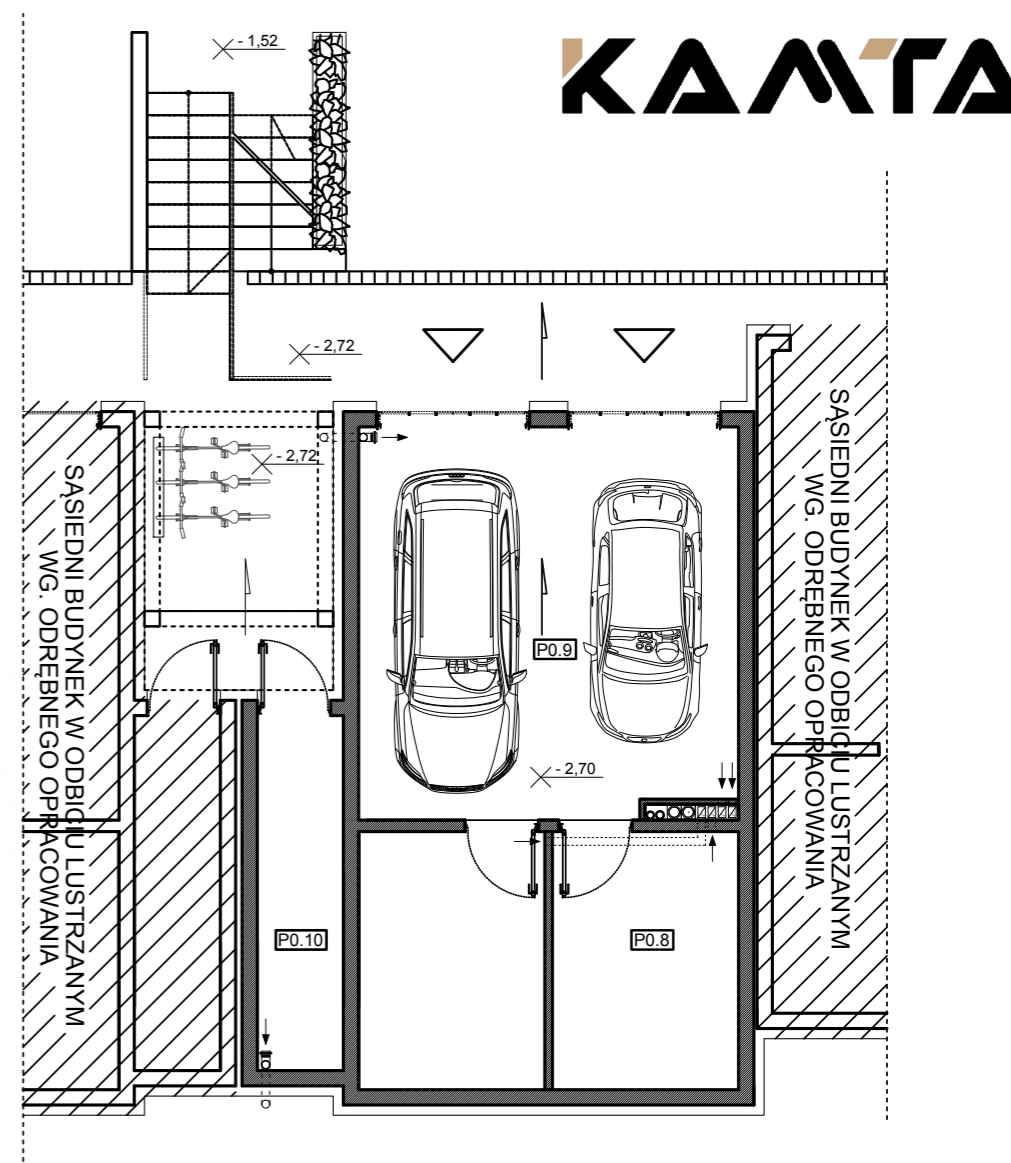 - 1,52
KAMTA
- 2,72
- 2,72
SĄSIEDNI BUDYNEK W ODBICIU LUSTRZANYM
WG. ODRĘBNEGO OPRACOWANIA
SĄSIEDNI BUDYNEK W ODBICIU LUSTRZANYM
WG. ODRĘBNEGO OPRACOWANIA
P0.9
- 2,70
P0.10
P0.8